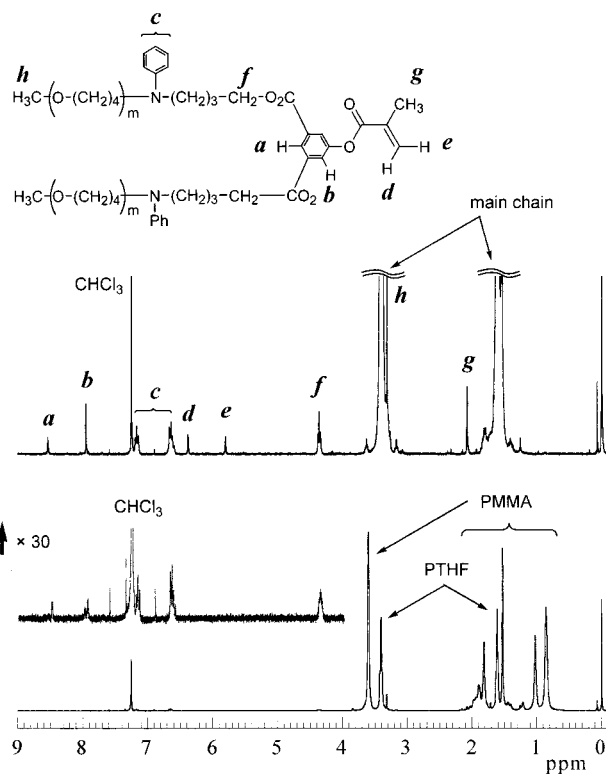 c
h f g
H₃C(O-(CH₂)₄)m N-(CH₂)₃-CH₂-O₂C O CH₃
a H O H e
H b H d
H₃C(O-(CH₂)₄)m N-(CH₂)₃-CH₂ CO₂
Ph
main chain
CHCl₃
h
a b c d e f g
CHCl₃
PMMA
× 30
PTHF
9 8 7 6 5 4 3 2 1 0
ppm